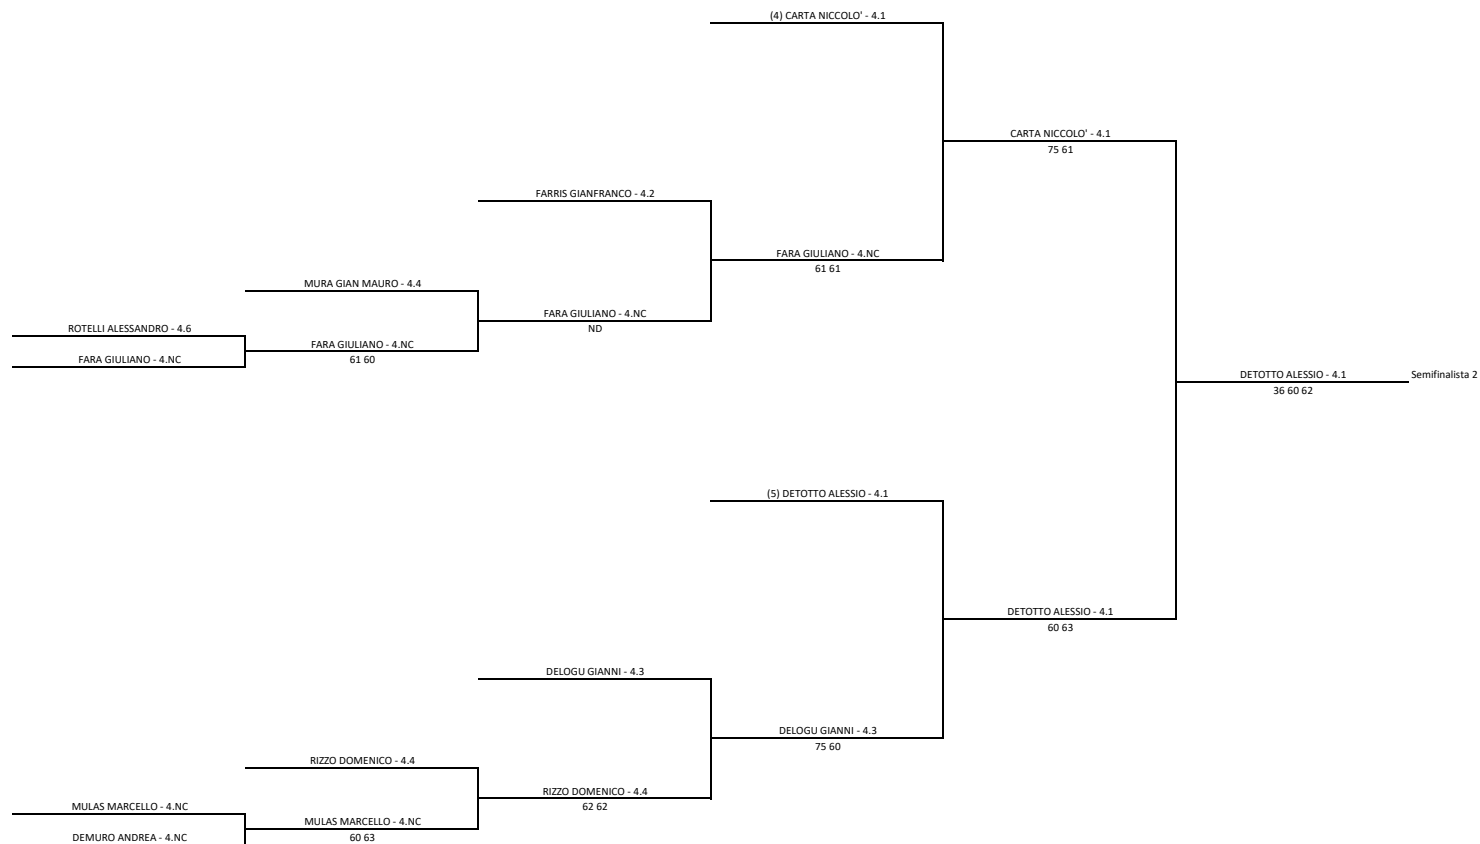 (4) CARTA NICCOLO' - 4.1
CARTA NICCOLO' - 4.1
75 61
FARRIS GIANFRANCO - 4.2
FARA GIULIANO - 4.NC
61 61
MURA GIAN MAURO - 4.4
FARA GIULIANO - 4.NC
ND
ROTELLI ALESSANDRO - 4.6
FARA GIULIANO - 4.NC
61 60
FARA GIULIANO - 4.NC
DETOTTO ALESSIO - 4.1
36 60 62
Semifinalista 2
(5) DETOTTO ALESSIO - 4.1
DETOTTO ALESSIO - 4.1
60 63
DELOGU GIANNI - 4.3
DELOGU GIANNI - 4.3
75 60
RIZZO DOMENICO - 4.4
RIZZO DOMENICO - 4.4
62 62
MULAS MARCELLO - 4.NC
MULAS MARCELLO - 4.NC
60 63
DEMURO ANDREA - 4.NC